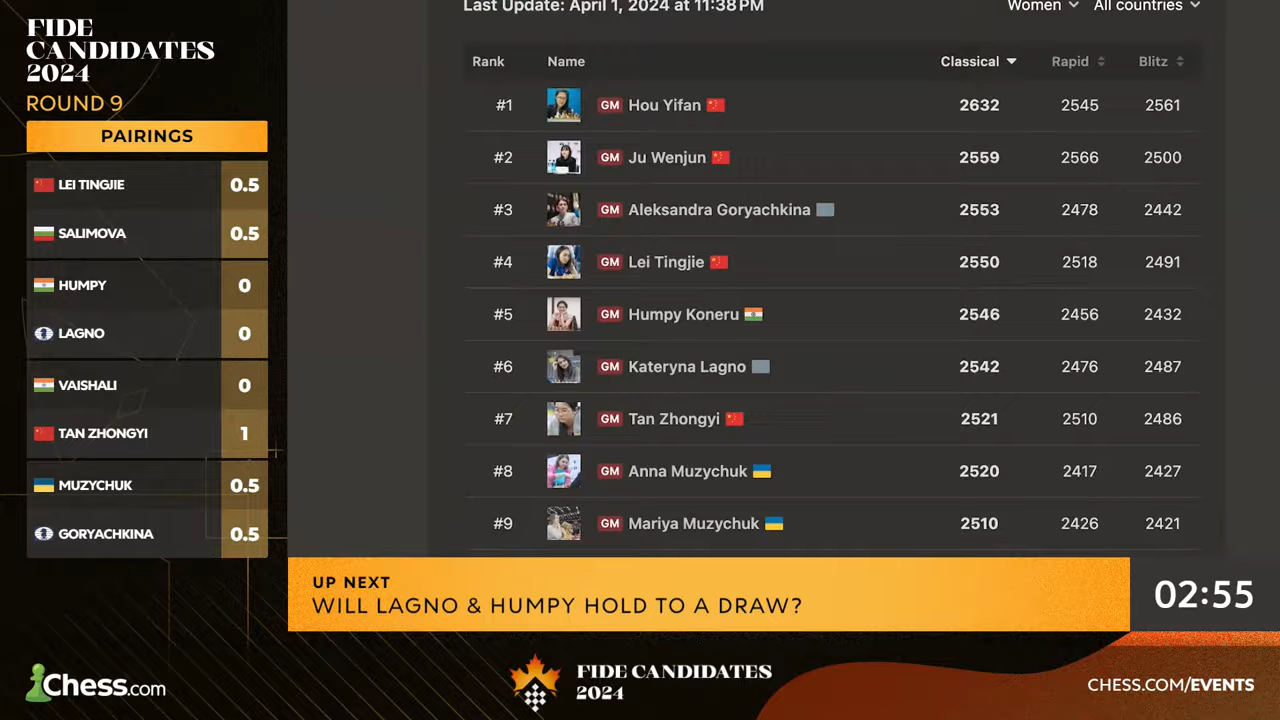 FIDE
CANDIDATES
2024
ROUND 9
PAIRINGS
LEI TINGJIE 0.5
SALIMOVA 0.5
HUMPY 0
LAGNO 0
VAISHALI 0
TAN ZHONGYI 1
MUZYCHUK 0.5
GORYACHKINA 0.5
Last Update: April 1, 2024 at 11:38 PM Women All countries
Rank Name Classical Rapid Blitz
#1 GM Hou Yifan 2632 2545 2561
#2 GM Ju Wenjun 2559 2566 2500
#3 GM Aleksandra Goryachkina 2553 2478 2442
#4 GM Lei Tingjie 2550 2518 2491
#5 GM Humpy Koneru 2546 2456 2432
#6 GM Kateryna Lagno 2542 2476 2487
#7 GM Tan Zhongyi 2521 2510 2486
#8 GM Anna Muzychuk 2520 2417 2427
#9 GM Mariya Muzychuk 2510 2426 2421
UP NEXT
WILL LAGNO & HUMPY HOLD TO A DRAW?
02:55
Chess.com
FIDE CANDIDATES
2024
CHESS.COM/EVENTS